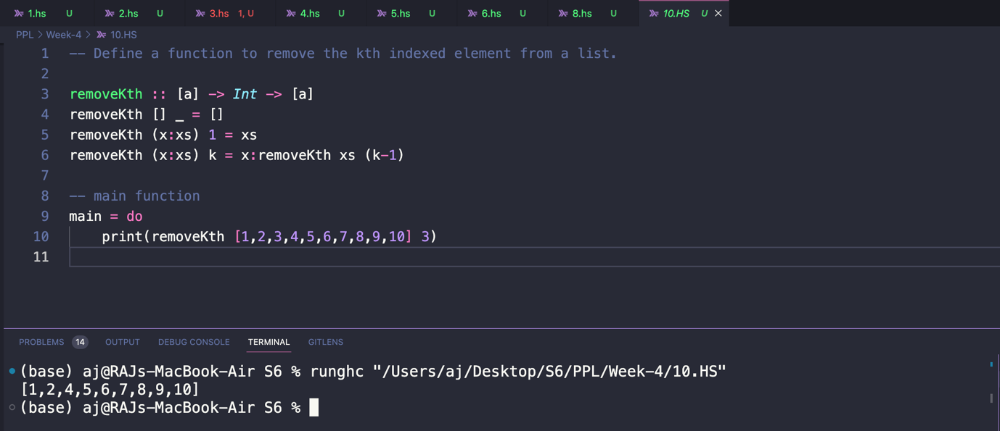 1.hs U 2.hs U 3.hs 1, U 4.hs U 5.hs U 6.hs U 8.hs U 10.HS U
PPL > Week-4 > 10.HS
1 -- Define a function to remove the kth indexed element from a list.
2
3 removeKth :: [a] -> Int -> [a]
4 removeKth [] _ = []
5 removeKth (x:xs) 1 = xs
6 removeKth (x:xs) k = x:removeKth xs (k-1)
7
8 -- main function
9 main = do
10 print(removeKth [1,2,3,4,5,6,7,8,9,10] 3)
11
PROBLEMS 14 OUTPUT DEBUG CONSOLE TERMINAL GITLENS
(base) aj@RAJs-MacBook-Air S6 % runghc "/Users/aj/Desktop/S6/PPL/Week-4/10.HS"
[1,2,4,5,6,7,8,9,10]
(base) aj@RAJs-MacBook-Air S6 %